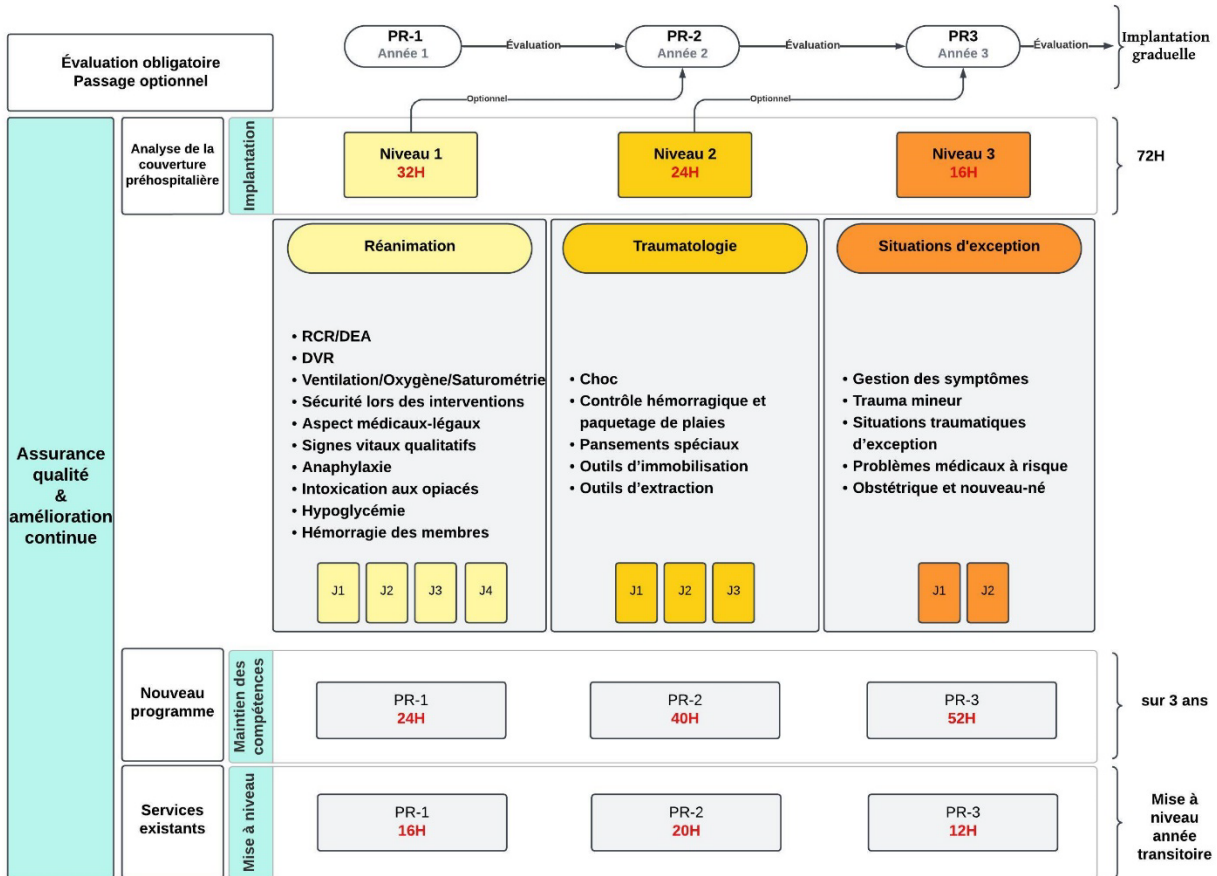 PR-1
Année 1
Évaluation
PR-2
Année 2
Évaluation
PR3
Année 3
Évaluation
Implantation
graduelle
Évaluation obligatoire
Passage optionnel
Optionnel
Optionnel
Analyse de la
couverture
préhospitalière
Implantation
Niveau 1
32H
Niveau 2
24H
Niveau 3
16H
72H
Réanimation
• RCR/DEA
• DVR
• Ventilation/Oxygène/Saturométrie
• Sécurité lors des interventions
• Aspect médicaux-légaux
• Signes vitaux qualitatifs
• Anaphylaxie
• Intoxication aux opiacés
• Hypoglycémie
• Hémorragie des membres
J1
J2
J3
J4
Traumatologie
• Choc
• Contrôle hémorragique et
paquetage de plaies
• Pansements spéciaux
• Outils d’immobilisation
• Outils d’extraction
J1
J2
J3
Situations d'exception
• Gestion des symptômes
• Trauma mineur
• Situations traumatiques
d’exception
• Problèmes médicaux à risque
• Obstétrique et nouveau-né
J1
J2
Assurance
qualité
&
amélioration
continue
Nouveau
programme
Maintien des
compétences
PR-1
24H
PR-2
40H
PR-3
52H
sur 3 ans
Services
existants
Mise à niveau
PR-1
16H
PR-2
20H
PR-3
12H
Mise à
niveau
année
transitoire